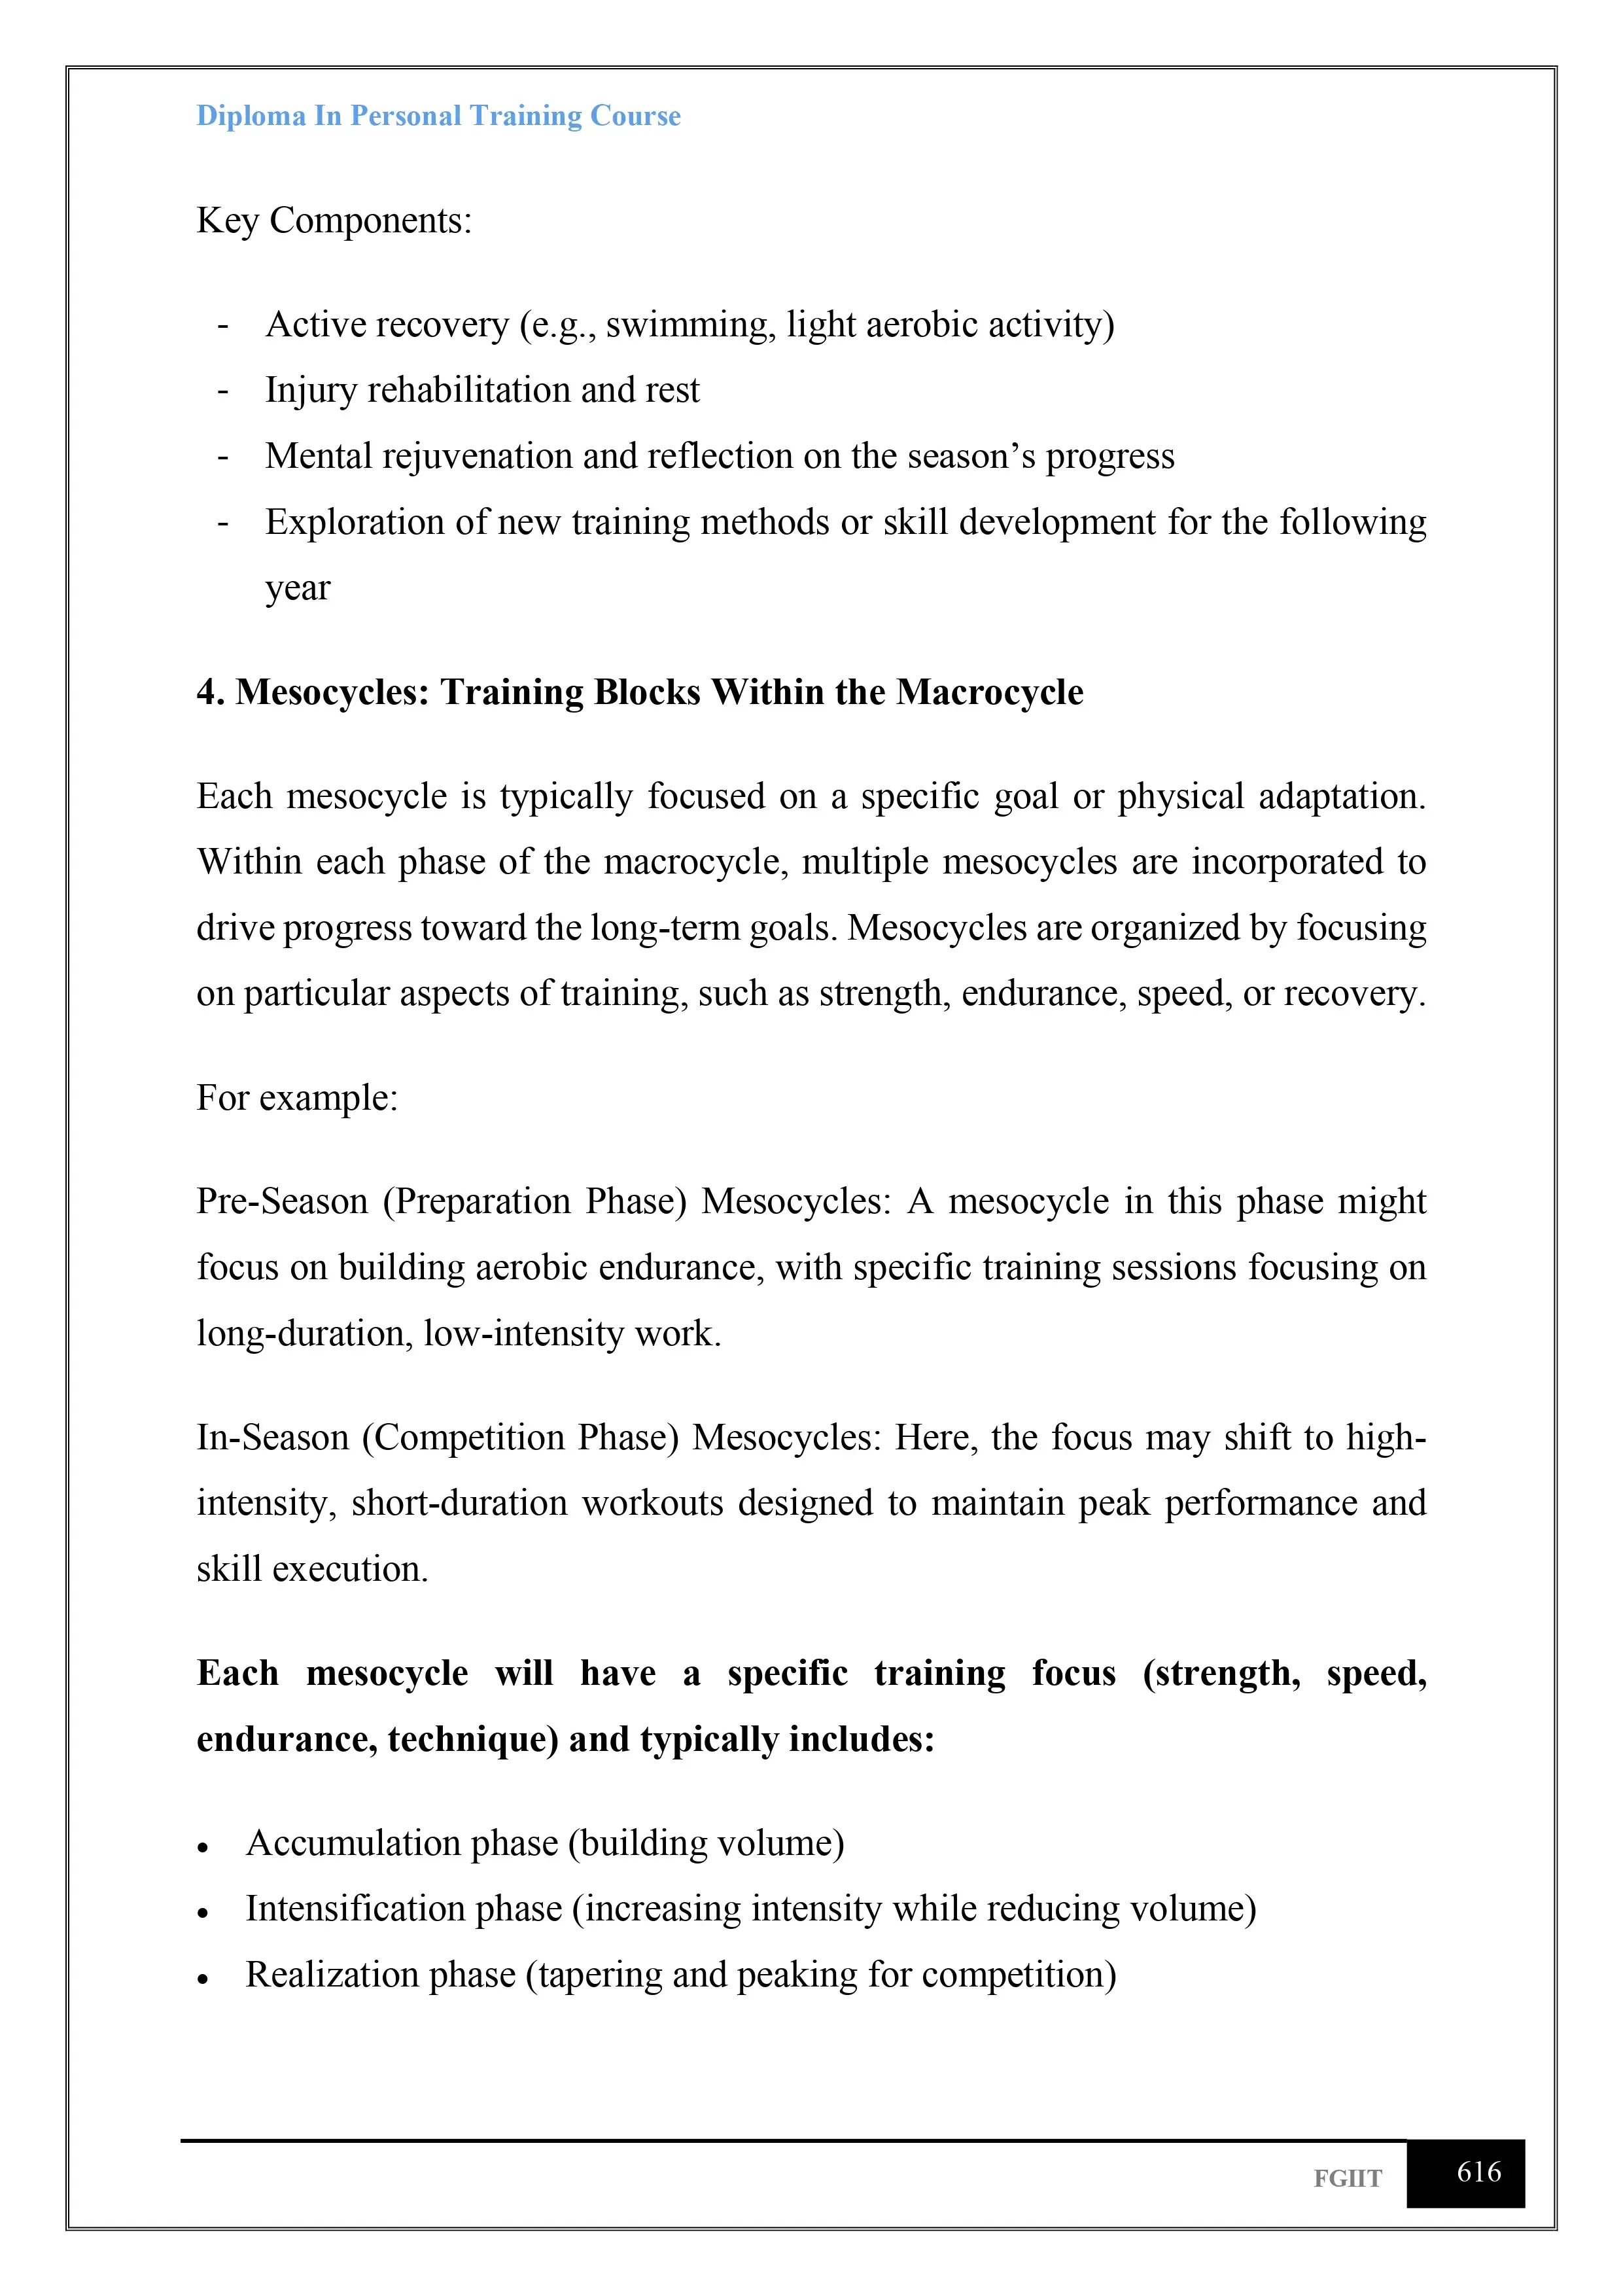 Diploma In Personal Training Course
Key Components:
- Active recovery (e.g., swimming, light aerobic activity)
- Injury rehabilitation and rest
- Mental rejuvenation and reflection on the season’s progress
- Exploration of new training methods or skill development for the following
year
4. Mesocycles: Training Blocks Within the Macrocycle
Each mesocycle is typically focused on a specific goal or physical adaptation.
Within each phase of the macrocycle, multiple mesocycles are incorporated to
drive progress toward the long-term goals. Mesocycles are organized by focusing
on particular aspects of training, such as strength, endurance, speed, or recovery.
For example:
Pre-Season (Preparation Phase) Mesocycles: A mesocycle in this phase might
focus on building aerobic endurance, with specific training sessions focusing on
long-duration, low-intensity work.
In-Season (Competition Phase) Mesocycles: Here, the focus may shift to high-
intensity, short-duration workouts designed to maintain peak performance and
skill execution.
Each mesocycle will have a specific training focus (strength, speed,
endurance, technique) and typically includes:
• Accumulation phase (building volume)
• Intensification phase (increasing intensity while reducing volume)
• Realization phase (tapering and peaking for competition)
FGIIT 616